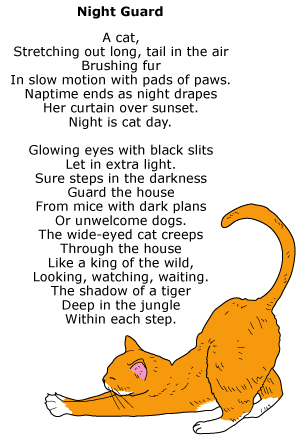 Night Guard
A cat,
Stretching out long, tail in the air
Brushing fur
In slow motion with pads of paws.
Naptime ends as night drapes
Her curtain over sunset.
Night is cat day.
Glowing eyes with black slits
Let in extra light.
Sure steps in the darkness
Guard the house
From mice with dark plans
Or unwelcome dogs.
The wide-eyed cat creeps
Through the house
Like a king of the wild,
Looking, watching, waiting.
The shadow of a tiger
Deep in the jungle
Within each step.